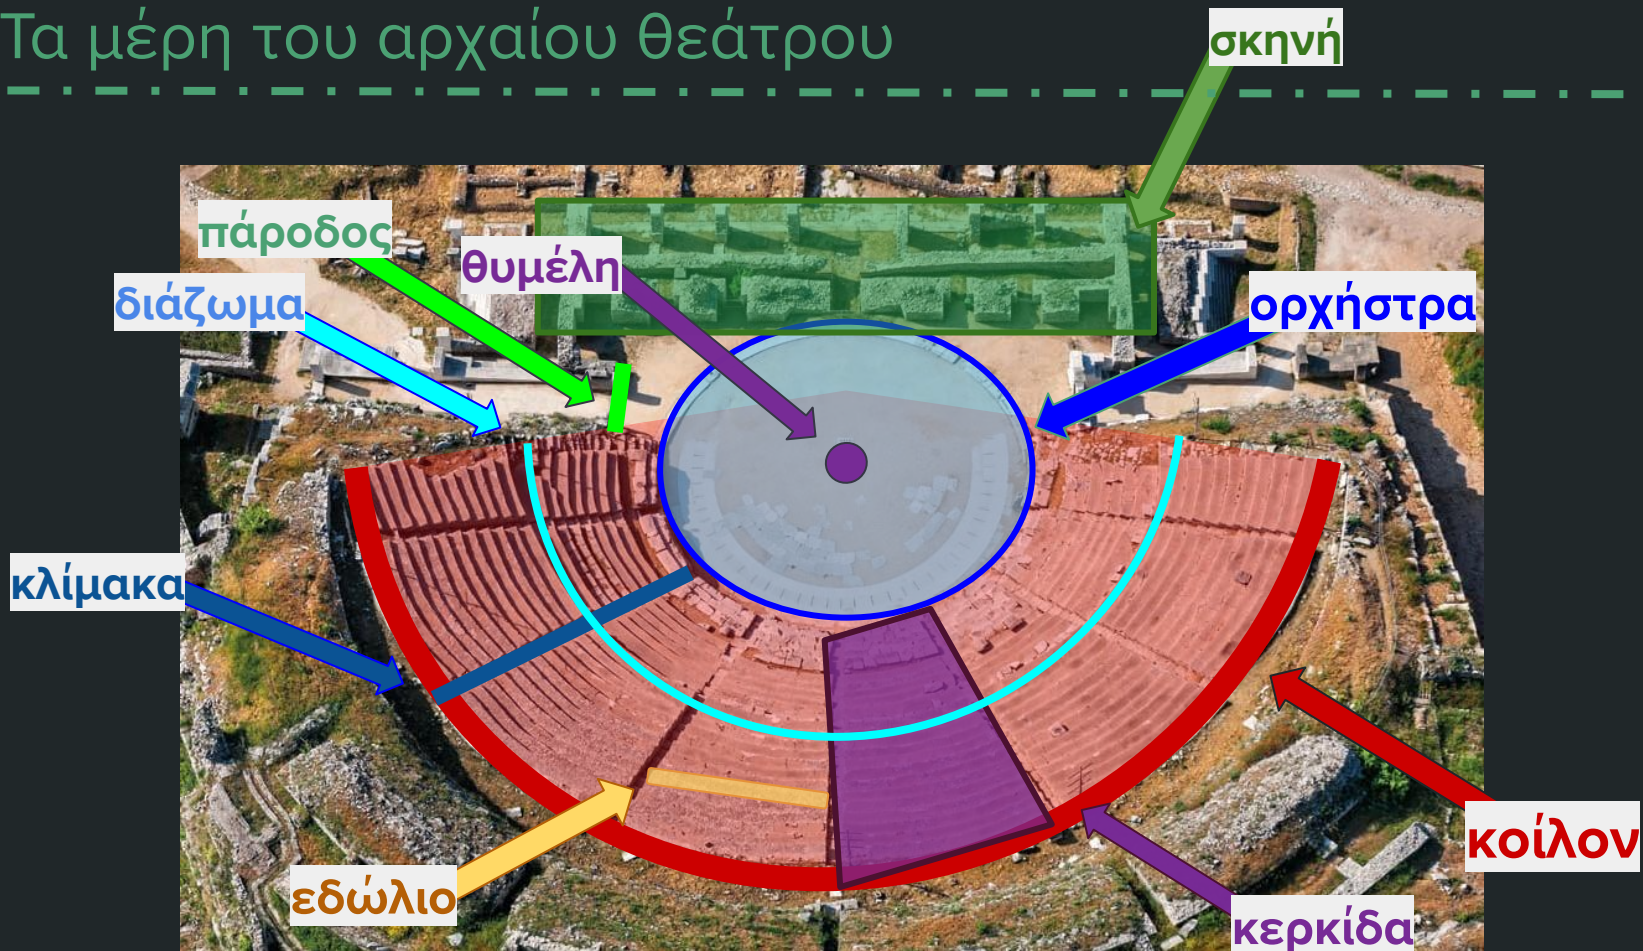 Τα μέρη του αρχαίου θεάτρου
σκηνή
πάροδος
θυμέλη
διάζωμα
ορχήστρα
κλίμακα
κοίλον
εδώλιο
κερκίδα